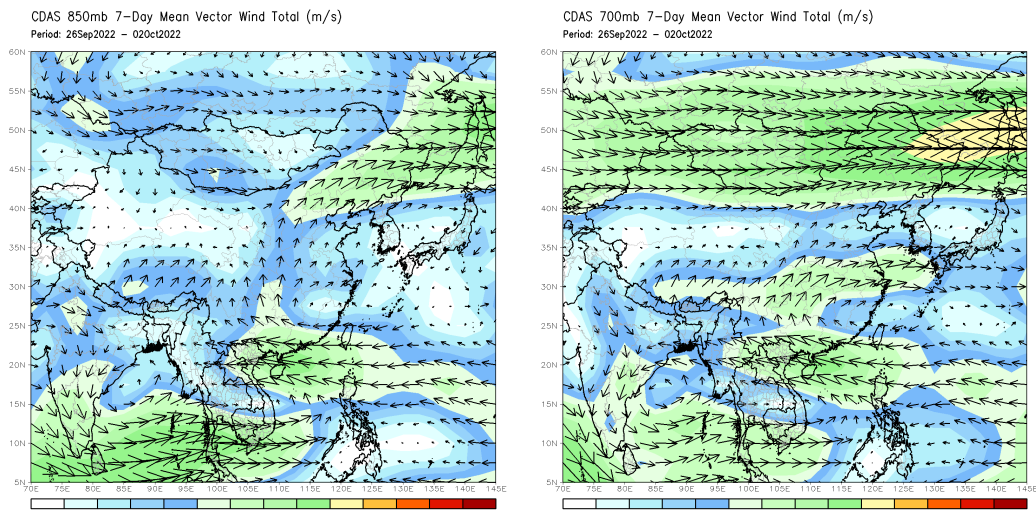 CDAS 850mb 7-Day Mean Vector Wind Total (m/s)
Period: 26Sep2022 - 02Oct2022
60N
55N
50N
45N
40N
35N
30N
25N
20N
15N
10N
5N
70E 75E 80E 85E 90E 95E 100E 105E 110E 115E 120E 125E 130E 135E 140E 145E
CDAS 700mb 7-Day Mean Vector Wind Total (m/s)
Period: 26Sep2022 - 02Oct2022
60N
55N
50N
45N
40N
35N
30N
25N
20N
15N
10N
5N
70E 75E 80E 85E 90E 95E 100E 105E 110E 115E 120E 125E 130E 135E 140E 145E